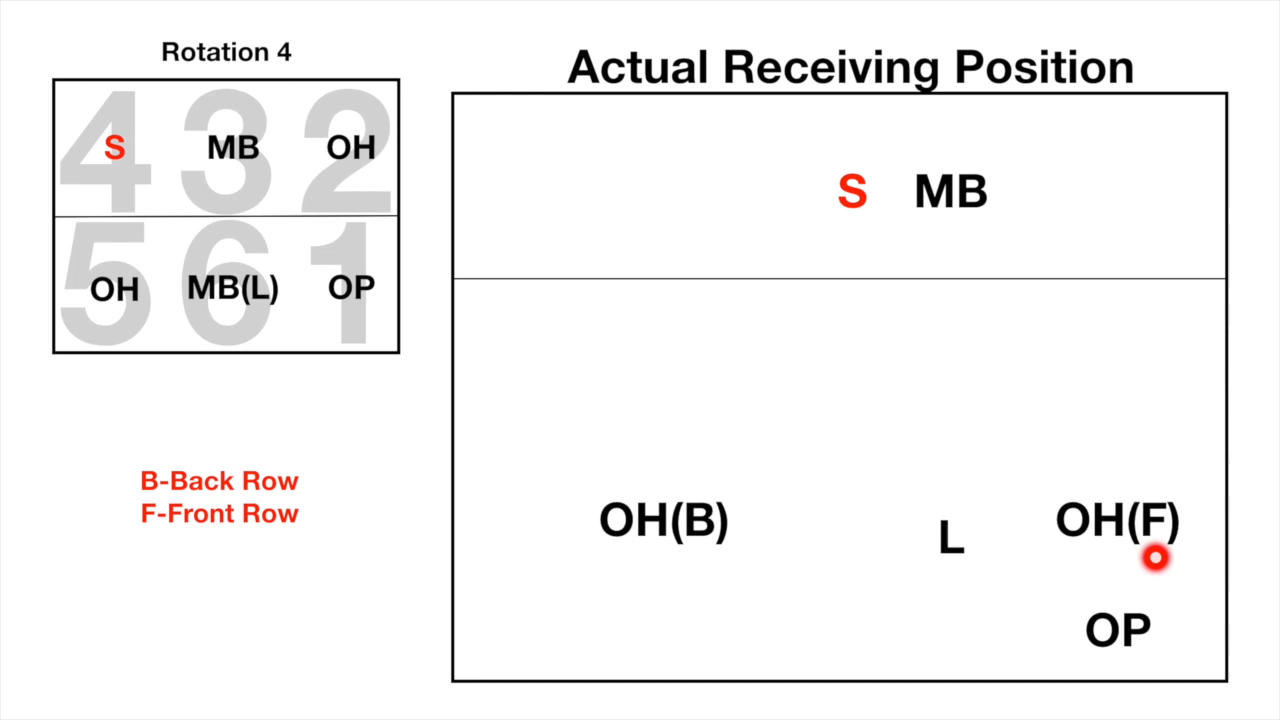 Rotation 4
4 3 2
S MB OH
5 6 1
OH MB(L) OP
B-Back Row
F-Front Row
Actual Receiving Position
S MB
OH(B) L OH(F)
OP